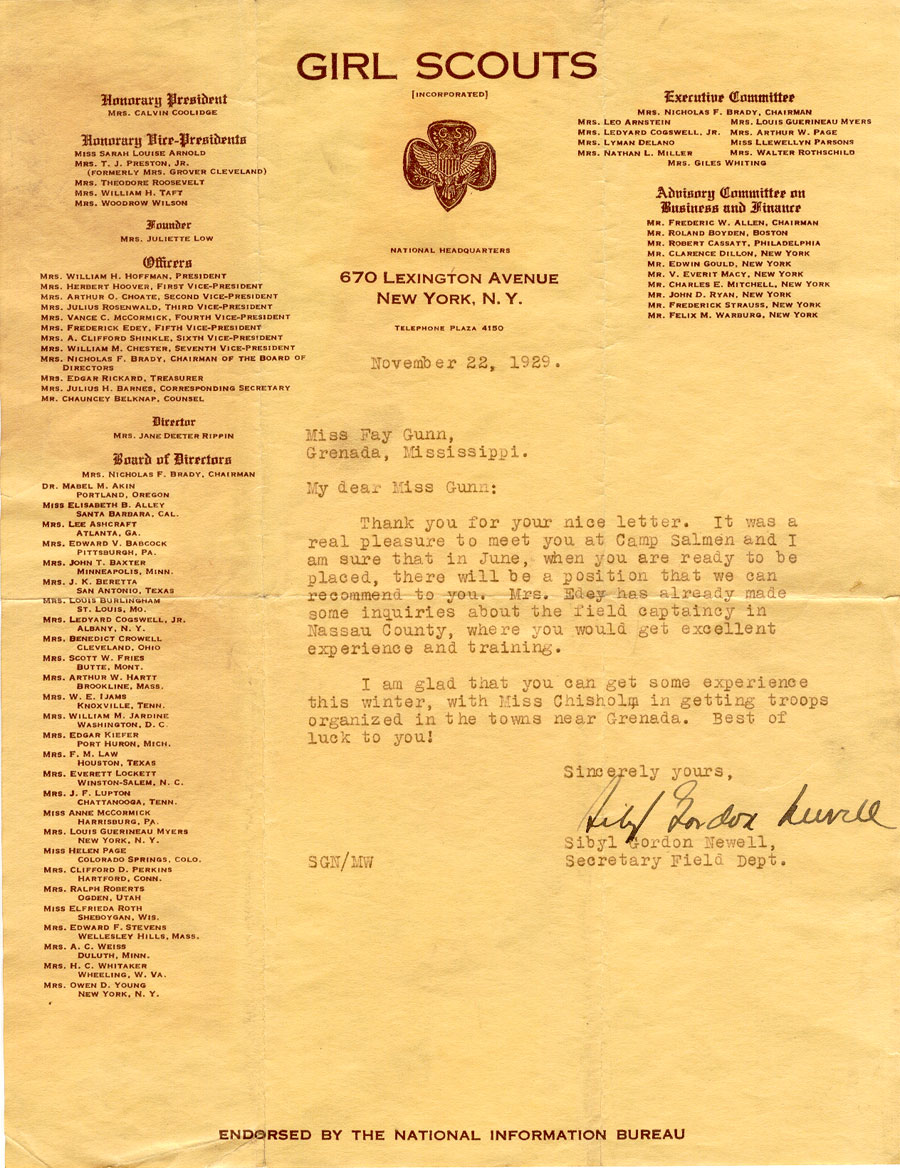 GIRL SCOUTS
[INCORPORATED]
G S
NATIONAL HEADQUARTERS
670 LEXINGTON AVENUE
NEW YORK, N. Y.
TELEPHONE PLAZA 4150
Honorary President
MRS. CALVIN COOLIDGE
Honorary Vice-Presidents
MISS SARAH LOUISE ARNOLD
MRS. T. J. PRESTON, JR.
(FORMERLY MRS. GROVER CLEVELAND)
MRS. THEODORE ROOSEVELT
MRS. WILLIAM H. TAFT
MRS. WOODROW WILSON
Founder
MRS. JULIETTE LOW
Officers
MRS. WILLIAM H. HOFFMAN, PRESIDENT
MRS. HERBERT HOOVER, FIRST VICE-PRESIDENT
MRS. ARTHUR O. CHOATE, SECOND VICE-PRESIDENT
MRS. JULIUS ROSENWALD, THIRD VICE-PRESIDENT
MRS. VANCE C. MCCORMICK, FOURTH VICE-PRESIDENT
MRS. FREDERICK EDEY, FIFTH VICE-PRESIDENT
MRS. A. CLIFFORD SHINKLE, SIXTH VICE-PRESIDENT
MRS. WILLIAM M. CHESTER, SEVENTH VICE-PRESIDENT
MRS. NICHOLAS F. BRADY, CHAIRMAN OF THE BOARD OF
DIRECTORS
MRS. EDGAR RICKARD, TREASURER
MRS. JULIUS H. BARNES, CORRESPONDING SECRETARY
MR. CHAUNCEY BELKNAP, COUNSEL
Director
MRS. JANE DEETER RIPPIN
Board of Directors
MRS. NICHOLAS F. BRADY, CHAIRMAN
DR. MABEL M. AKIN
PORTLAND, OREGON
MISS ELISABETH B. ALLEY
SANTA BARBARA, CAL.
MRS. LEE ASHCRAFT
ATLANTA, GA.
MRS. EDWARD V. BABCOCK
PITTSBURGH, PA.
MRS. JOHN T. BAXTER
MINNEAPOLIS, MINN.
MRS. J. K. BERETTA
SAN ANTONIO, TEXAS
MRS. LOUIS BURLINGHAM
ST. LOUIS, MO.
MRS. LEDYARD COGSWELL, JR.
ALBANY, N. Y.
MRS. BENEDICT CROWELL
CLEVELAND, OHIO
MRS. SCOTT W. FRIES
BUTTE, MONT.
MRS. ARTHUR W. HARTT
BROOKLINE, MASS.
MRS. W. E. IJAMS
KNOXVILLE, TENN.
MRS. WILLIAM M. JARDINE
WASHINGTON, D. C.
MRS. EDGAR KIEFER
PORT HURON, MICH.
MRS. F. M. LAW
HOUSTON, TEXAS
MRS. EVERETT LOCKETT
WINSTON-SALEM, N. C.
MRS. J. F. LUPTON
CHATTANOOGA, TENN.
MISS ANNE MCCORMICK
HARRISBURG, PA.
MRS. LOUIS GUERINEAU MYERS
NEW YORK, N. Y.
MISS HELEN PAGE
COLORADO SPRINGS, COLO.
MRS. CLIFFORD D. PERKINS
HARTFORD, CONN.
MRS. RALPH ROBERTS
OGDEN, UTAH
MISS ELFRIEDA ROTH
SHEBOYGAN, WIS.
MRS. EDWARD F. STEVENS
WELLESLEY HILLS, MASS.
MRS. A. C. WEISS
DULUTH, MINN.
MRS. H. C. WHITAKER
WHEELING, W. VA.
MRS. OWEN D. YOUNG
NEW YORK, N. Y.
Executive Committee
MRS. NICHOLAS F. BRADY, CHAIRMAN
MRS. LEO ARNSTEIN MRS. LOUIS GUERINEAU MYERS
MRS. LEDYARD COGSWELL, JR. MRS. ARTHUR W. PAGE
MRS. LYMAN DELANO MISS LLEWELLYN PARSONS
MRS. NATHAN L. MILLER MRS. WALTER ROTHSCHILD
MRS. GILES WHITING
Advisory Committee on
Business and Finance
MR. FREDERIC W. ALLEN, CHAIRMAN
MR. ROLAND BOYDEN, BOSTON
MR. ROBERT CASSATT, PHILADELPHIA
MR. CLARENCE DILLON, NEW YORK
MR. EDWIN GOULD, NEW YORK
MR. V. EVERIT MACY, NEW YORK
MR. CHARLES E. MITCHELL, NEW YORK
MR. JOHN D. RYAN, NEW YORK
MR. FREDERICK STRAUSS, NEW YORK
MR. FELIX M. WARBURG, NEW YORK
November 22, 1929.
Miss Fay Gunn,
Grenada, Mississippi.
My dear Miss Gunn:
Thank you for your nice letter. It was a
real pleasure to meet you at Camp Salmen and I
am sure that in June, when you are ready to be
placed, there will be a position that we can
recommend to you. Mrs. Edey has already made
some inquiries about the field captaincy in
Nassau County, where you would get excellent
experience and training.
I am glad that you can get some experience
this winter, with Miss Chisholm in getting troops
organized in the towns near Grenada. Best of
luck to you!
Sincerely yours,
Sibyl Gordon Newell
Sibyl Gordon Newell,
Secretary Field Dept.
SGN/MW
ENDORSED BY THE NATIONAL INFORMATION BUREAU